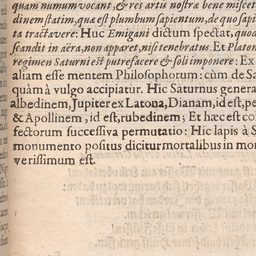 quam numum vocant, & res artis nostræ bene miscet
dinem statim, quæ est plumbum sapientum, de quo sapi
ta tractavere: Huc Emigani dictum spectat, quod
scandit in aëra, non apparet, nisi tenebratus. Et Platon
regimen Saturni est putrefacere & soli imponere: Ex
aliam esse mentem Philosophorum: cùm de Sa
quàm à vulgo accipiatur. Hic Saturnus genera
albedinem, Jupiter ex Latona, Dianam, id est, pe
& Apollinem, id est, rubedinem; Et hæc est co
fectorum successiva permutatio: Hic lapis à S
monumento positus dicitur mortalibus in mon
verissimum est.